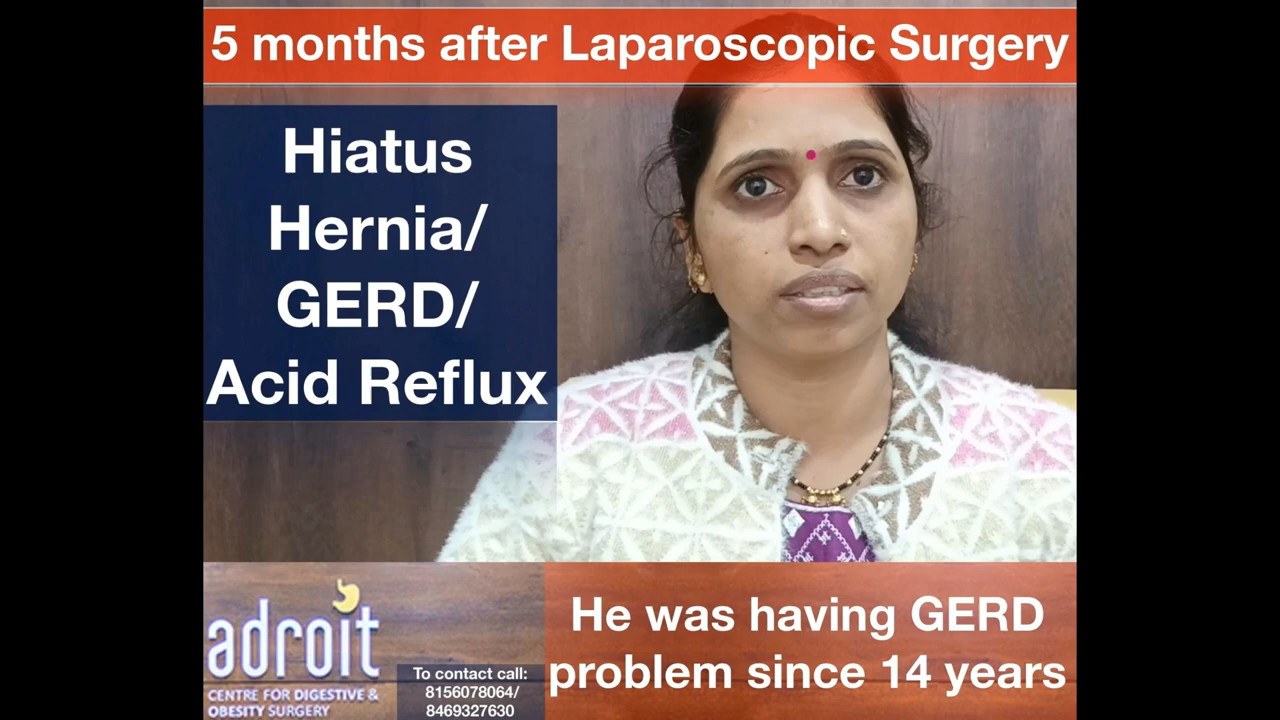 5 months after Laparoscopic Surgery
Hiatus
Hernia/
GERD/
Acid Reflux
adroit
CENTRE FOR DIGESTIVE &
OBESITY SURGERY
To contact call:
8156078064/
8469327630
He was having GERD
problem since 14 years